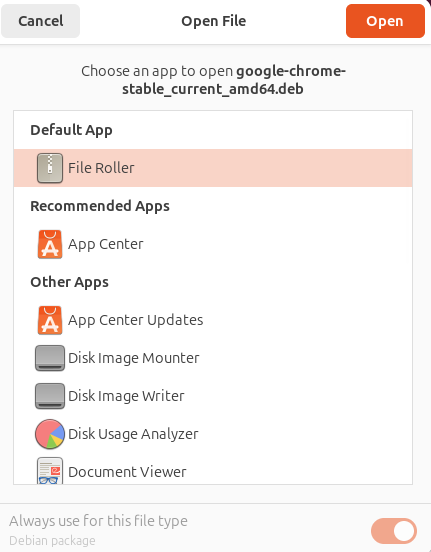 Cancel Open File Open
Choose an app to open google-chrome-
stable_current_amd64.deb
Default App
File Roller
Recommended Apps
App Center
Other Apps
App Center Updates
Disk Image Mounter
Disk Image Writer
Disk Usage Analyzer
Document Viewer
Always use for this file type
Debian package